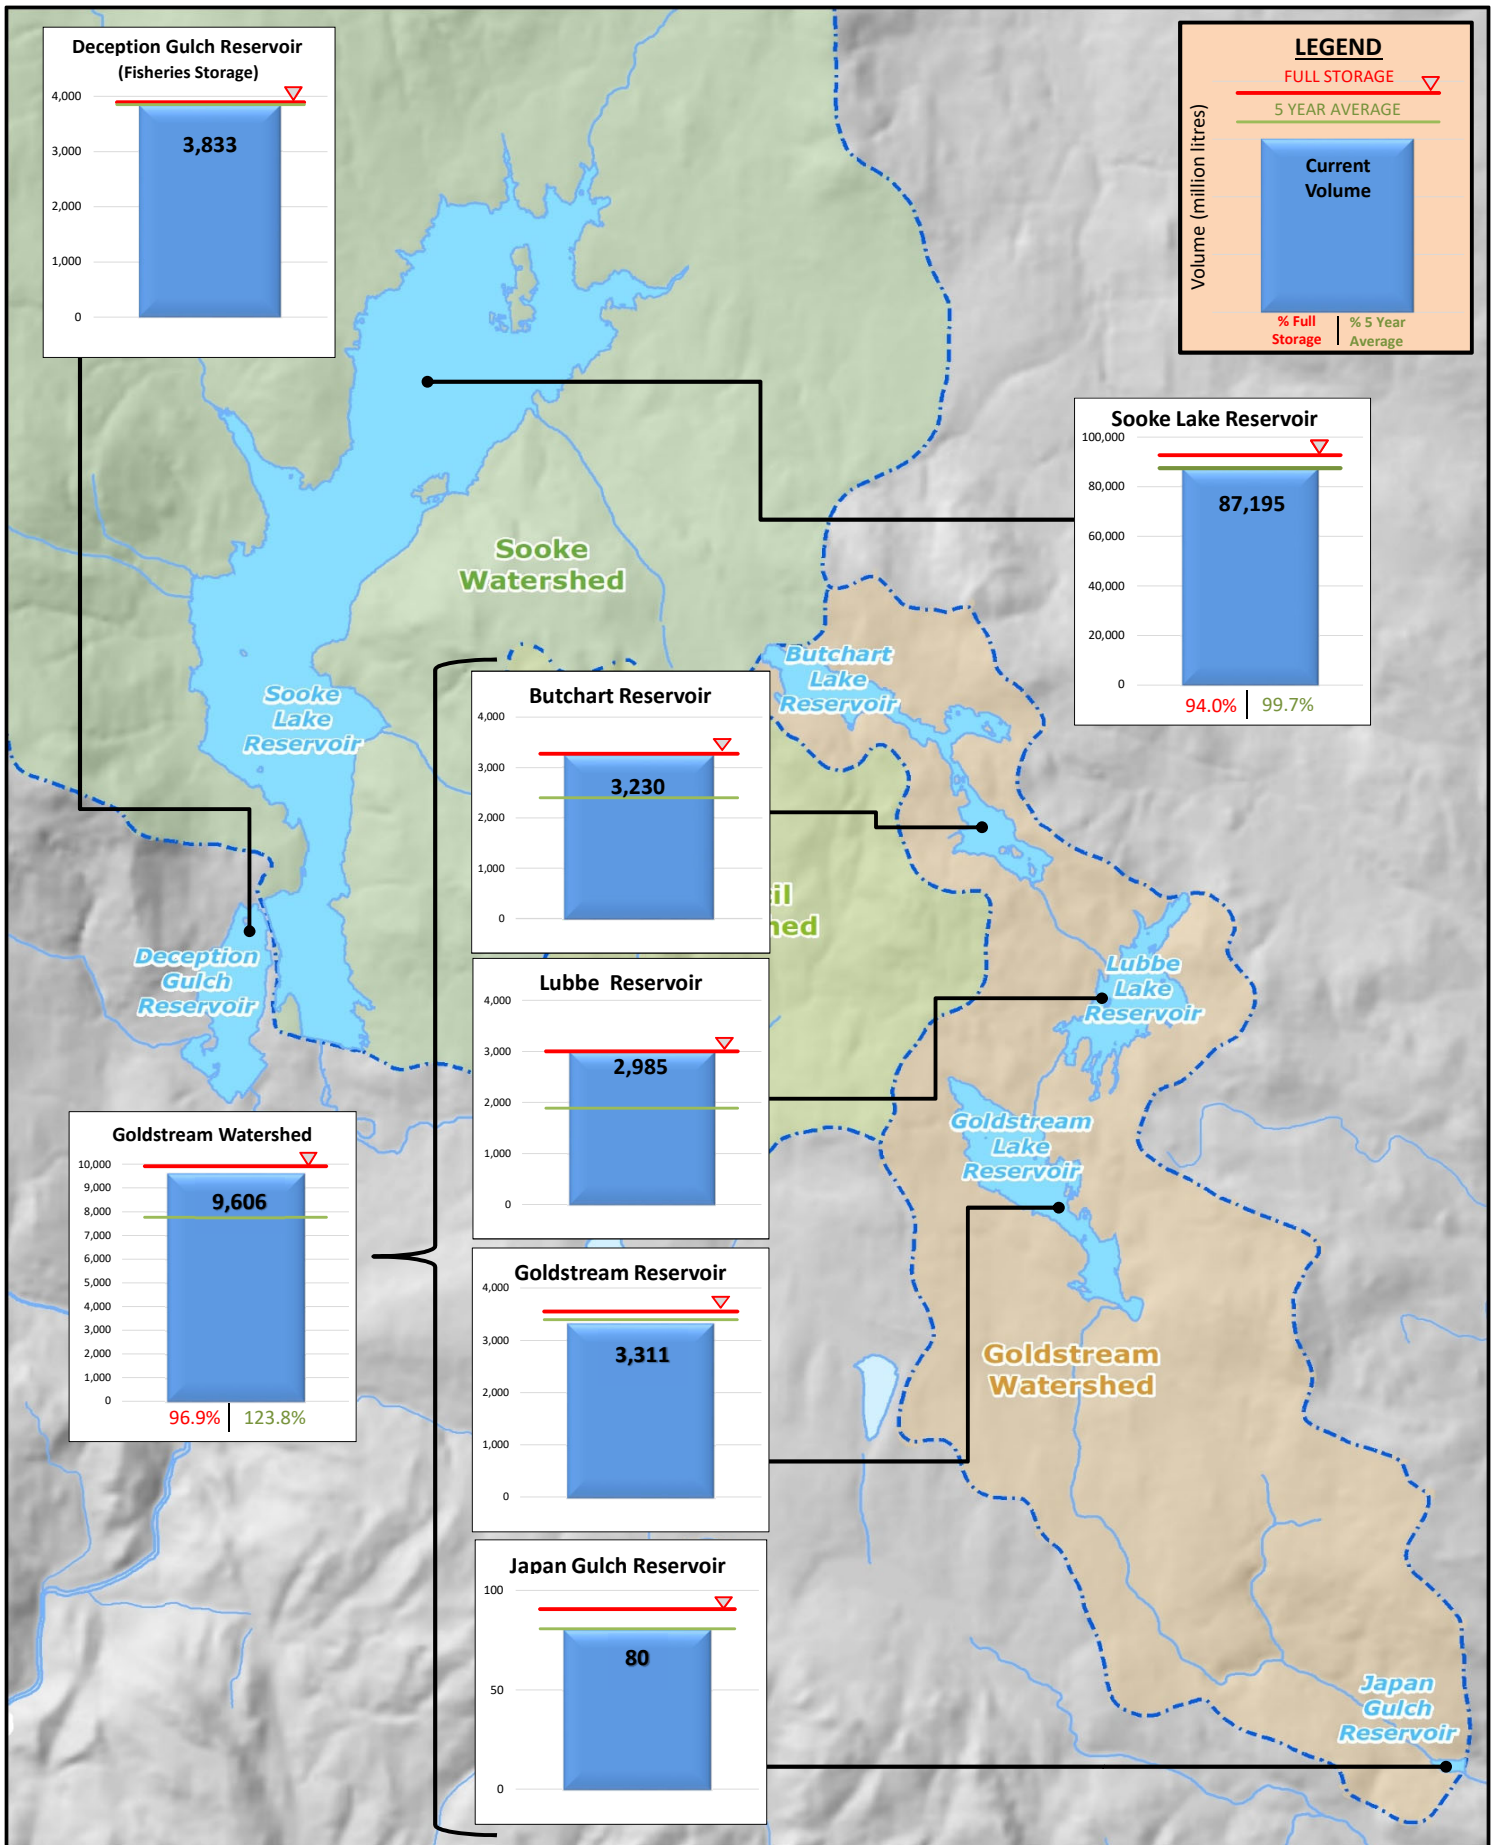 Deception Gulch Reservoir
(Fisheries Storage)
4,000
3,000
2,000
1,000
0
3,833
LEGEND
FULL STORAGE
5 YEAR AVERAGE
Current
Volume
Volume (million litres)
% Full
Storage
% 5 Year
Average
Sooke Lake Reservoir
100,000
80,000
60,000
40,000
20,000
0
87,195
94.0%
99.7%
Sooke
Watershed
Sooke
Lake
Reservoir
Butchart
Lake
Reservoir
Butchart Reservoir
4,000
3,000
2,000
1,000
0
3,230
il
hed
Deception
Gulch
Reservoir
Lubbe Reservoir
4,000
3,000
2,000
1,000
0
2,985
Lubbe
Lake
Reservoir
Goldstream
Lake
Reservoir
Goldstream Watershed
10,000
9,000
8,000
7,000
6,000
5,000
4,000
3,000
2,000
1,000
0
9,606
96.9%
123.8%
Goldstream Reservoir
4,000
3,000
2,000
1,000
0
3,311
Goldstream
Watershed
Japan Gulch Reservoir
100
50
0
80
Japan
Gulch
Reservoir